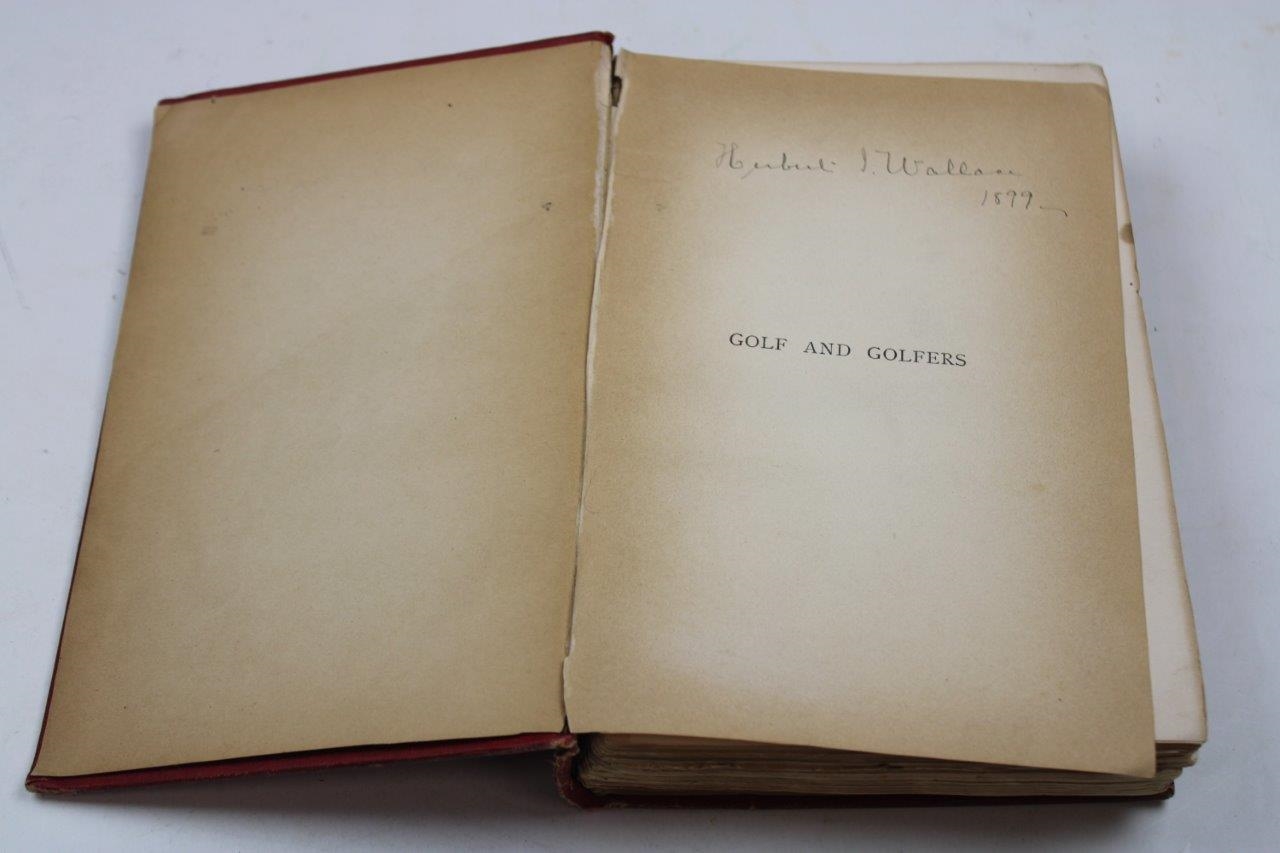 Herbert I. Wallace
1899
GOLF AND GOLFERS